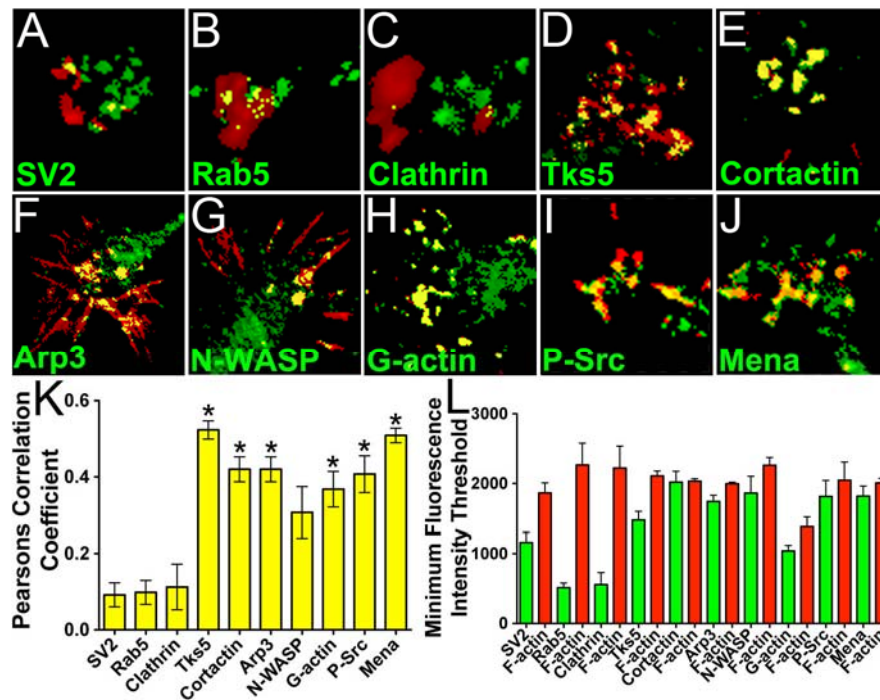 A
B
C
D
E
SV2
Rab5
Clathrin
Tks5
Cortactin
F
G
H
I
J
Arp3
N-WASP
G-actin
P-Src
Mena
K
Pearsons Correlation
Coefficient
0.6
0.4
0.2
0.0
*
*
*
*
*
*
SV2
Rab5
Clathrin
Tks5
Cortactin
Arp3
N-WASP
G-actin
P-Src
Mena
L
Minimum Fluorescence
Intensity Threshold
3000
2000
1000
0
SV2
F-actin
Rab5
F-actin
Clathrin
F-actin
Tks5
F-actin
Cortactin
F-actin
Arp3
F-actin
N-WASP
F-actin
G-actin
F-actin
P-Src
F-actin
Mena
F-actin